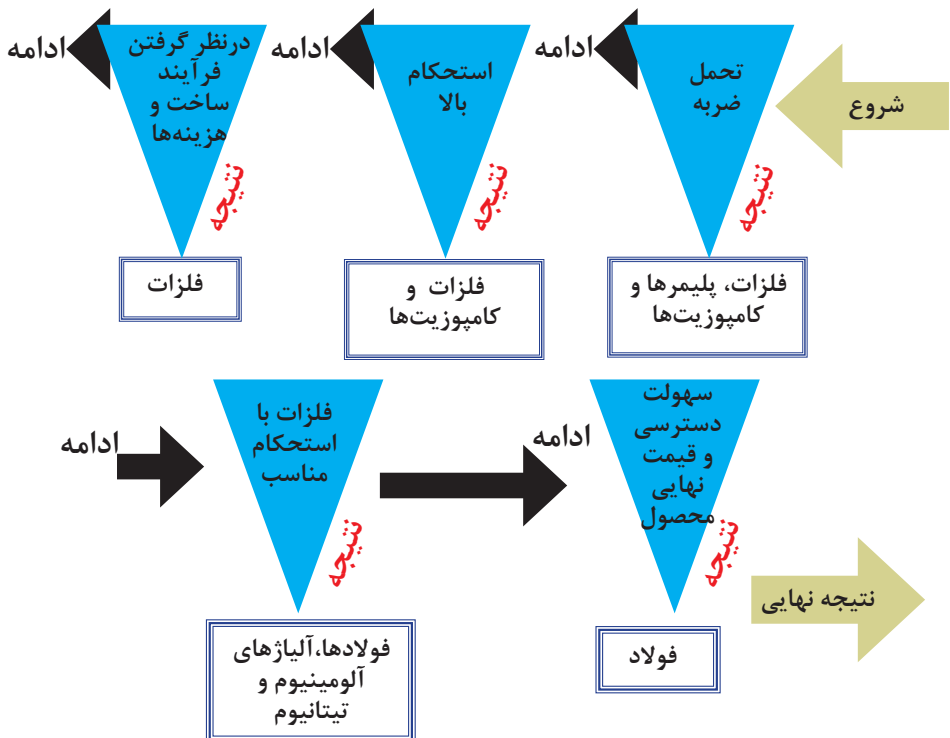 شروع
تحمل
ضربه
نتیجه
فلزات، پلیمرها و
کامپوزیت‌ها
ادامه
استحکام
بالا
نتیجه
فلزات و
کامپوزیت‌ها
ادامه
درنظر گرفتن
فرآیند
ساخت و
هزینه‌ها
نتیجه
فلزات
ادامه
ادامه
فلزات با
استحکام
مناسب
نتیجه
فولادها،آلیاژهای
آلومینیوم و
تیتانیوم
ادامه
سهولت
دسترسی
و قیمت
نهایی
محصول
نتیجه
فولاد
نتیجه نهایی